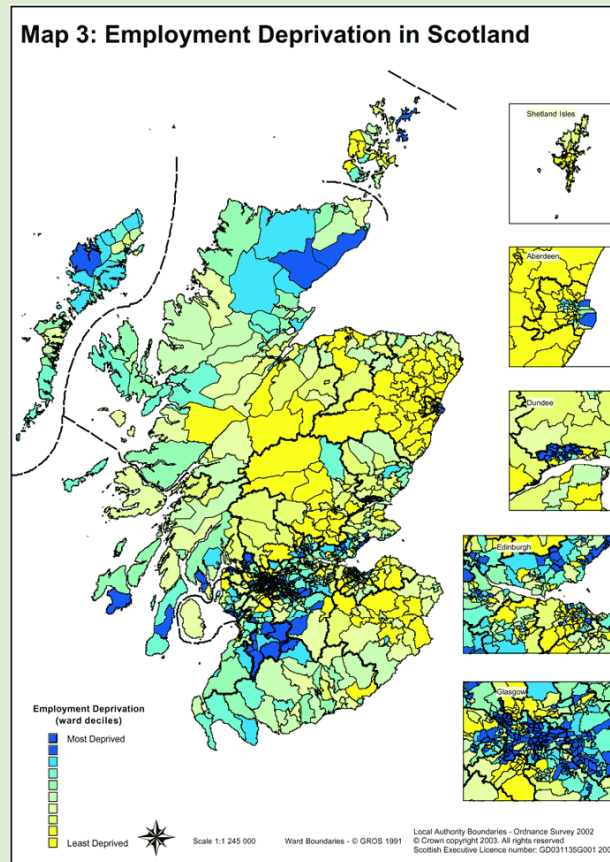 Map 3: Employment Deprivation in Scotland
Shetland Isles
Aberdeen
Dundee
Edinburgh
Glasgow
Employment Deprivation
(ward deciles)
Most Deprived
Least Deprived
Scale 1:1 245 000
Ward Boundaries - © GROS 1991
Local Authority Boundaries - Ordnance Survey 2002
© Crown copyright 2003. All rights reserved
Scottish Executive Licence number: GD031135G001 200